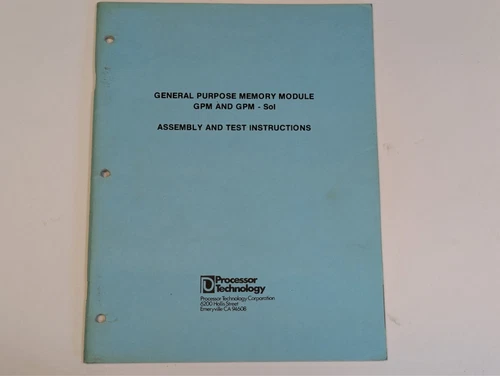 GENERAL PURPOSE MEMORY MODULE
GPM AND GPM - Sol
ASSEMBLY AND TEST INSTRUCTIONS
Processor
Technology
Processor Technology Corporation
6200 Hollis Street
Emeryville CA 94608